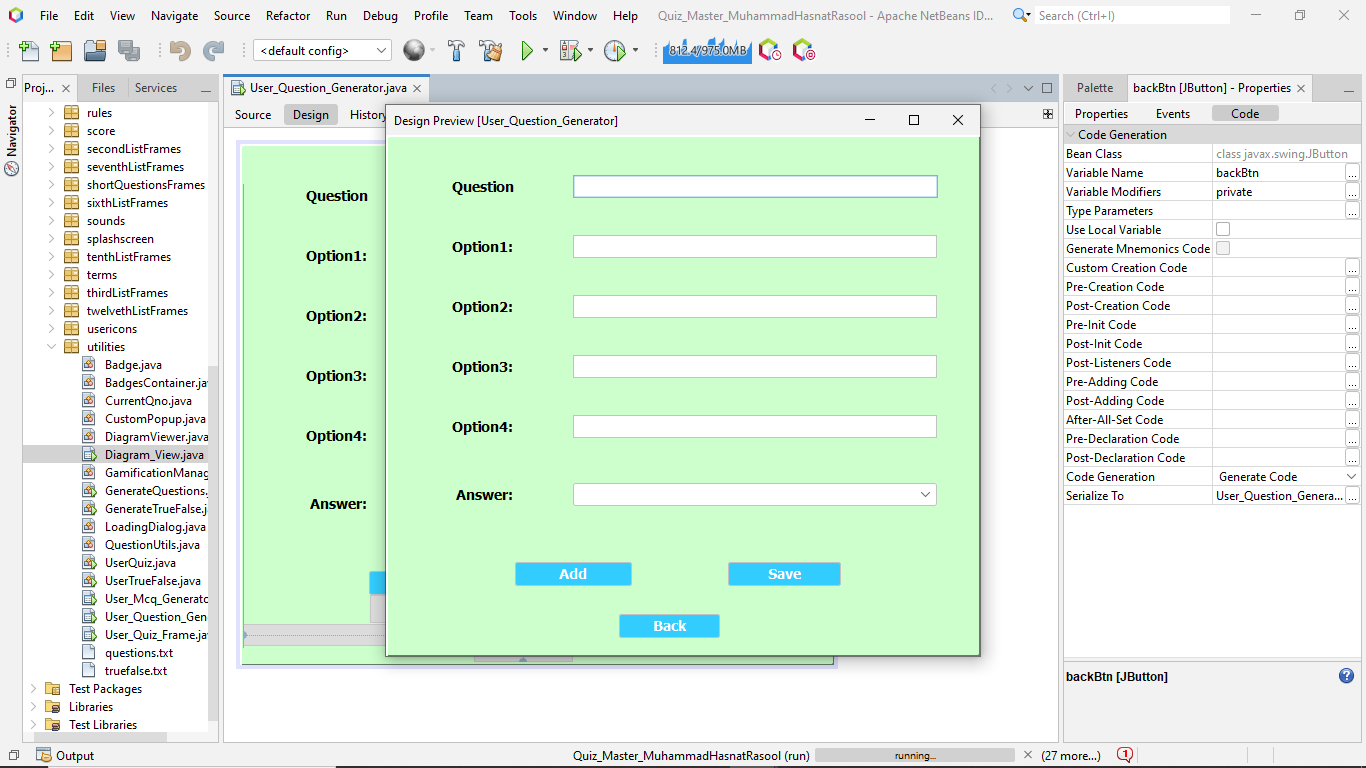 File Edit View Navigate Source Refactor Run Debug Profile Team Tools Window Help Quiz_Master_MuhammadHasnatRasool - Apache NetBeans ID... Search (Ctrl+I)
<default config> 812.4/975.0MB
Proj... Files Services
Navigator
rules
score
secondListFrames
seventhListFrames
shortQuestionsFrames
sixthListFrames
sounds
splashscreen
tenthListFrames
terms
thirdListFrames
twelvethListFrames
usericons
utilities
Badge.java
BadgesContainer.jav
CurrentQno.java
CustomPopup.java
DiagramViewer.java
Diagram_View.java
GamificationManag
GenerateQuestions.
GenerateTrueFalse.j
LoadingDialog.java
QuestionUtils.java
UserQuiz.java
UserTrueFalse.java
User_Mcq_Generato
User_Question_Gen
User_Quiz_Frame.jav
questions.txt
truefalse.txt
Test Packages
Libraries
Test Libraries
User_Question_Generator.java
Source Design History
Question
Option1:
Option2:
Option3:
Option4:
Answer:
Design Preview [User_Question_Generator]
Question
Option1:
Option2:
Option3:
Option4:
Answer:
Add Save
Back
Palette backBtn [JButton] - Properties
Properties Events Code
Code Generation
Bean Class class javax.swing.JButton
Variable Name backBtn ...
Variable Modifiers private ...
Type Parameters ...
Use Local Variable
Generate Mnemonics Code
Custom Creation Code ...
Pre-Creation Code ...
Post-Creation Code ...
Pre-Init Code ...
Post-Init Code ...
Post-Listeners Code ...
Pre-Adding Code ...
Post-Adding Code ...
After-All-Set Code ...
Pre-Declaration Code ...
Post-Declaration Code ...
Code Generation Generate Code
Serialize To User_Question_Genera... ...
backBtn [JButton] ?
Output Quiz_Master_MuhammadHasnatRasool (run) running... (27 more...) 1